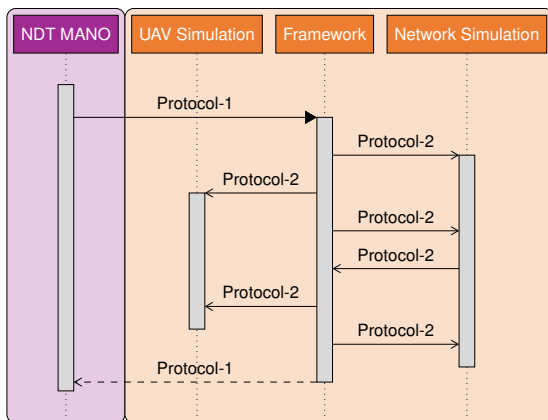 NDT MANO
UAV Simulation
Framework
Network Simulation
Protocol-1
Protocol-2
Protocol-2
Protocol-2
Protocol-2
Protocol-2
Protocol-2
Protocol-1